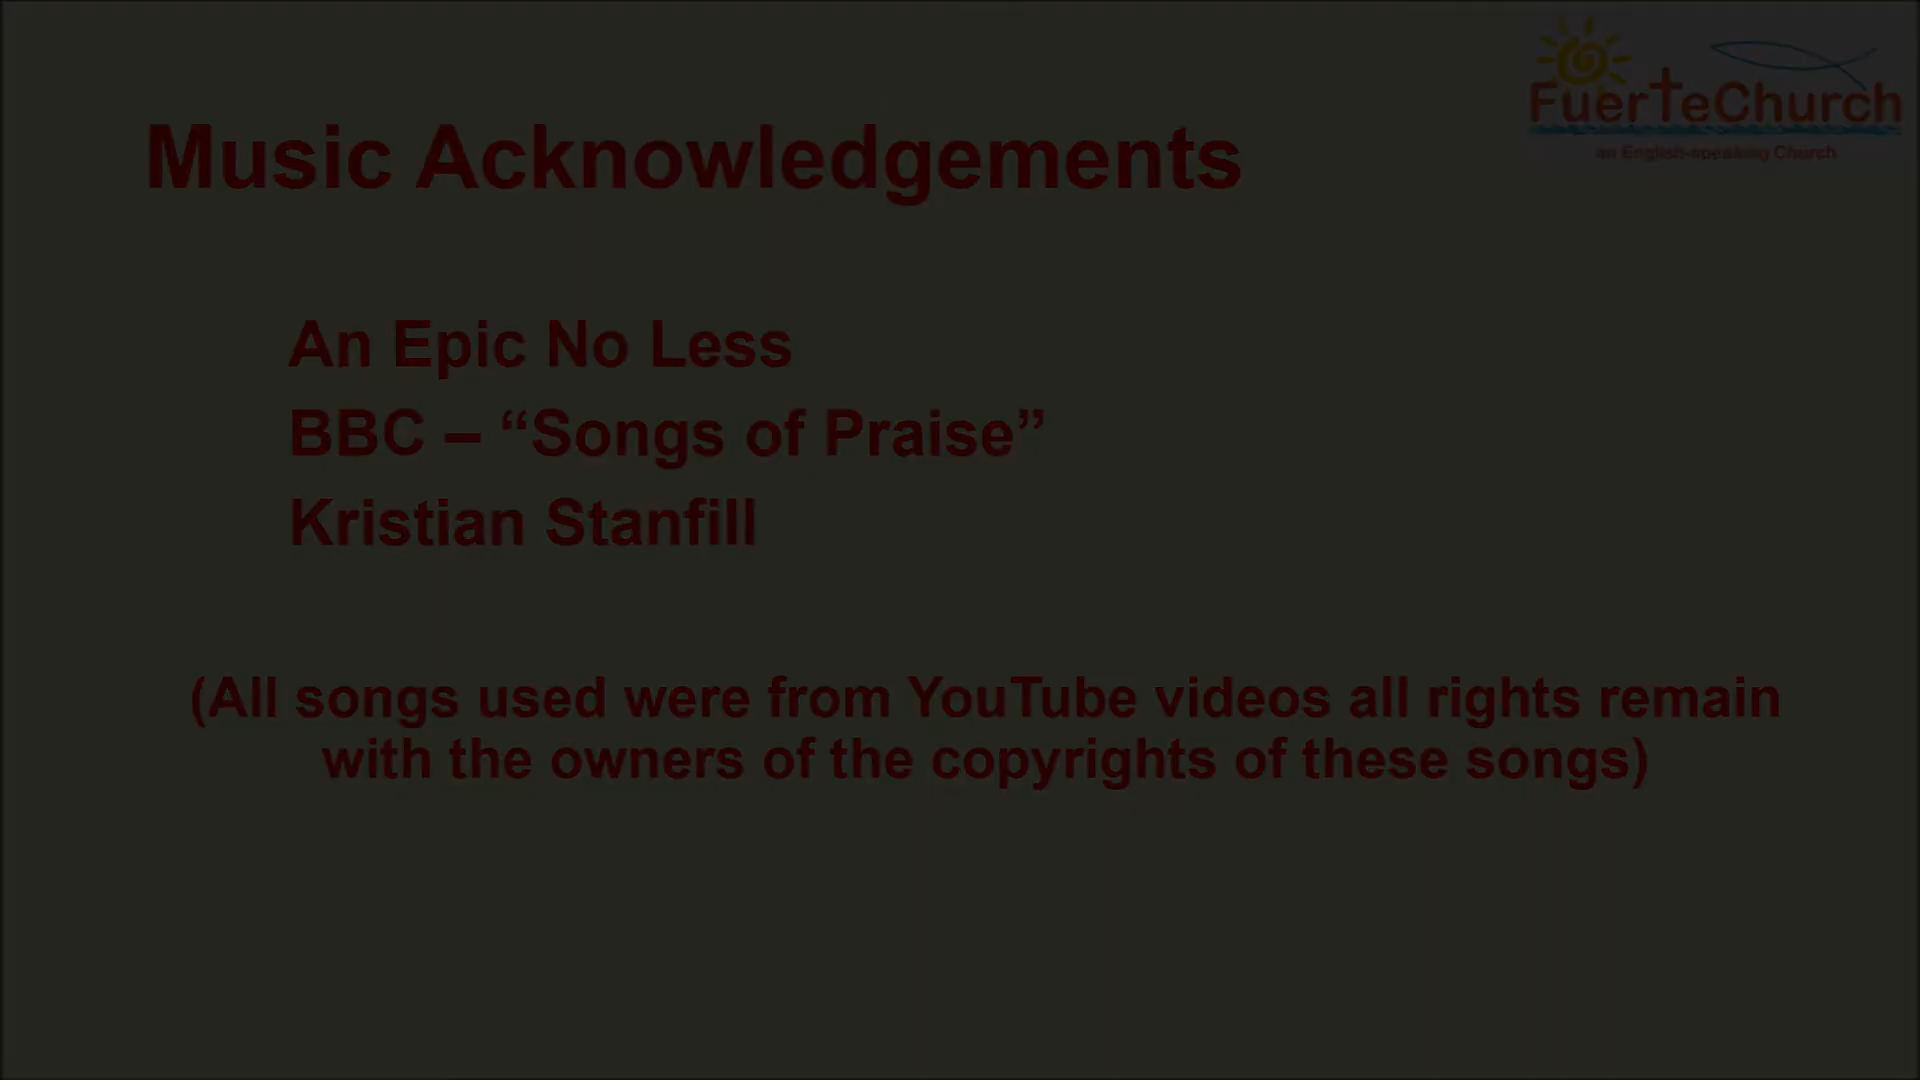 FuerteChurch
an English-speaking Church
Music Acknowledgements
An Epic No Less
BBC – “Songs of Praise”
Kristian Stanfill
(All songs used were from YouTube videos all rights remain
with the owners of the copyrights of these songs)